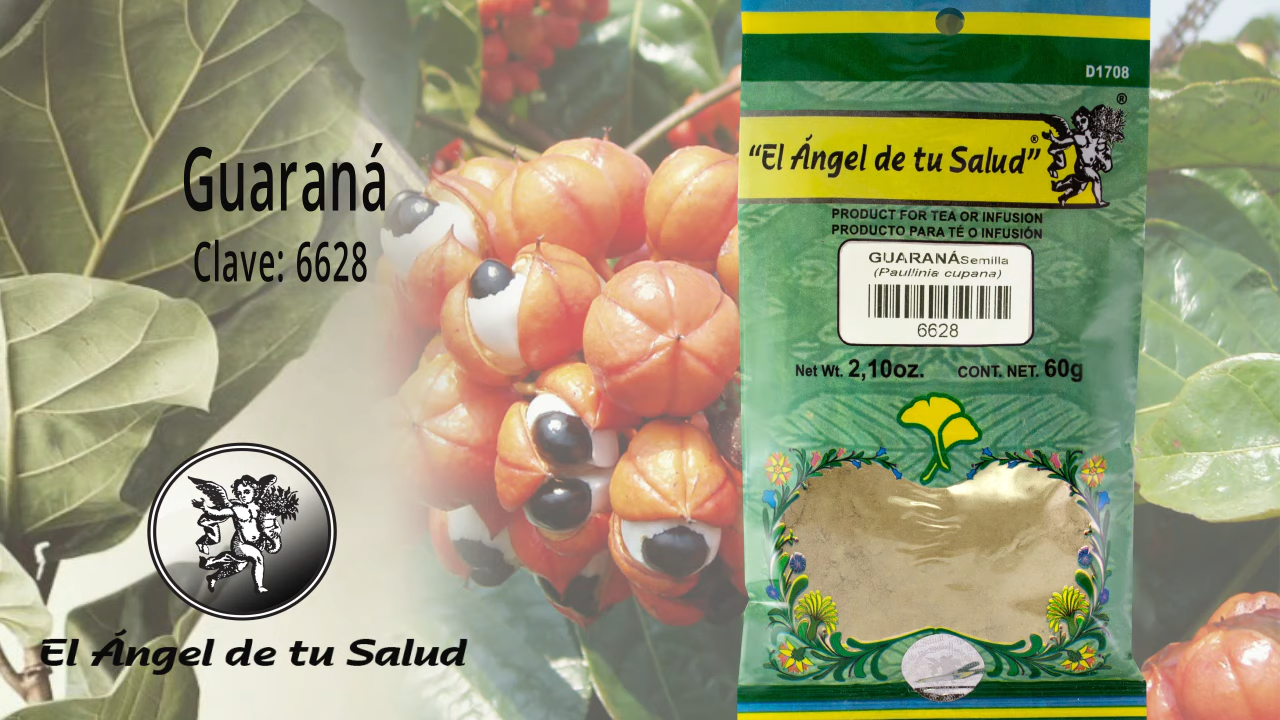 Guaraná
Clave: 6628
El Ángel de tu Salud
D1708
®
“El Ángel de tu Salud”®
PRODUCT FOR TEA OR INFUSION
PRODUCTO PARA TÉ O INFUSIÓN
GUARANÁ Semilla
(Paullinia cupana)
6628
Net Wt. 2,10oz. CONT. NET. 60g